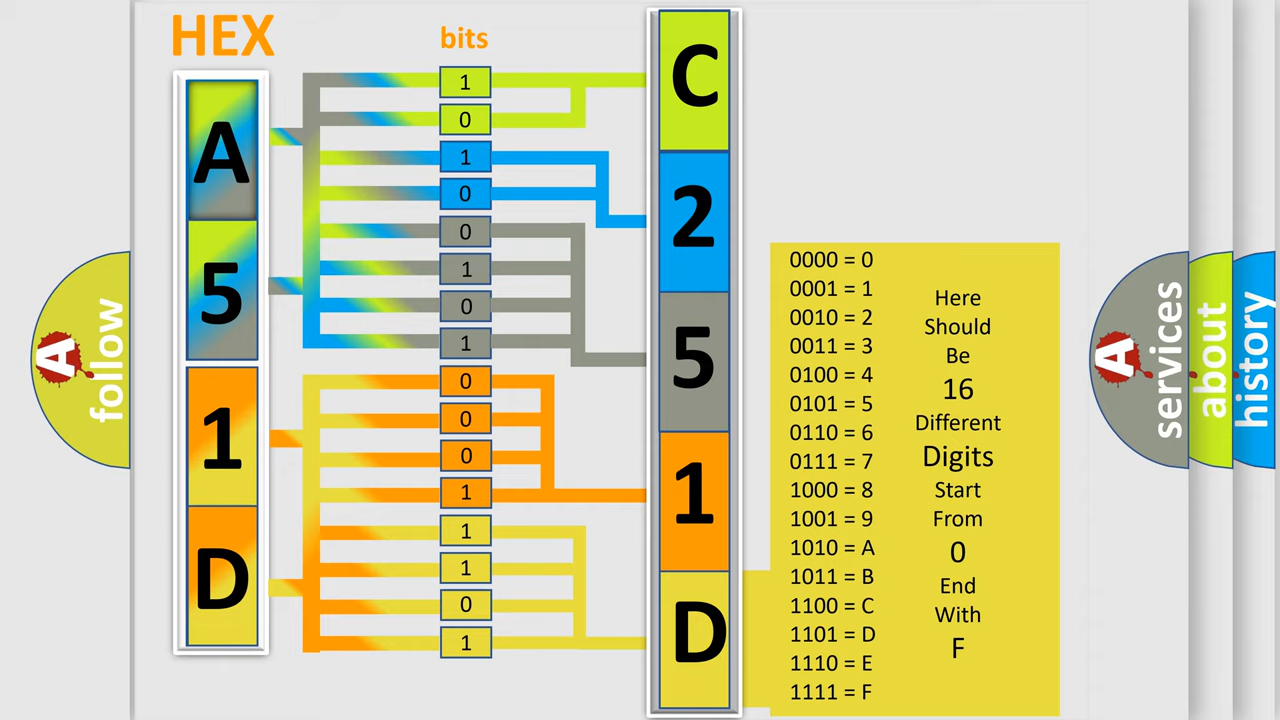 HEX
bits
A
5
1
D
1
0
1
0
0
1
0
1
0
0
0
1
1
1
0
1
C
2
5
1
D
0000 = 0
0001 = 1
0010 = 2
0011 = 3
0100 = 4
0101 = 5
0110 = 6
0111 = 7
1000 = 8
1001 = 9
1010 = A
1011 = B
1100 = C
1101 = D
1110 = E
1111 = F
Here
Should
Be
16
Different
Digits
Start
From
0
End
With
F
A
follow
A
services
about
history